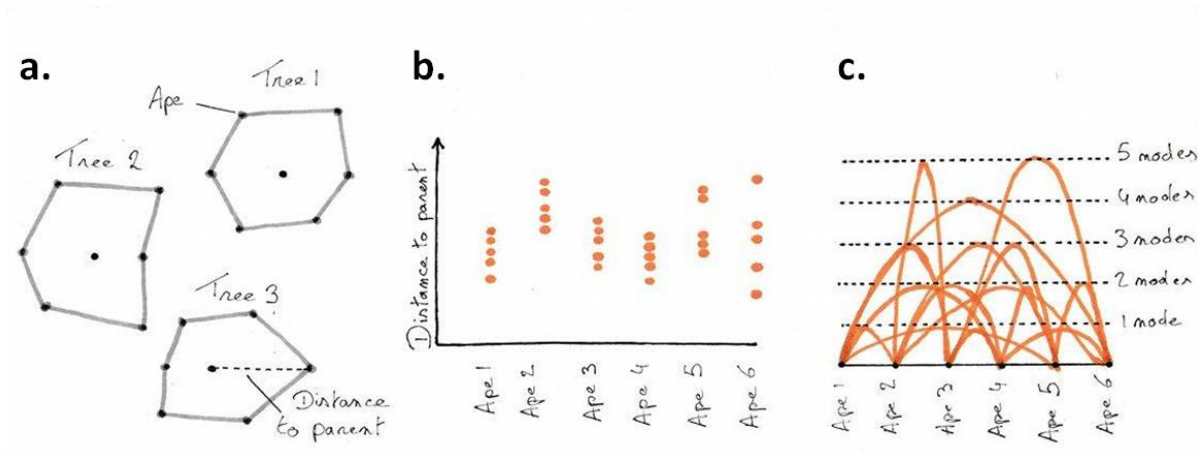 a.
Tree 1
Ape
Tree 2
Tree 3
Distance
to parent
b.
Distance to parent
Ape 1
Ape 2
Ape 3
Ape 4
Ape 5
Ape 6
c.
5 modes
4 modes
3 modes
2 modes
1 mode
Ape 1
Ape 2
Ape 3
Ape 4
Ape 5
Ape 6